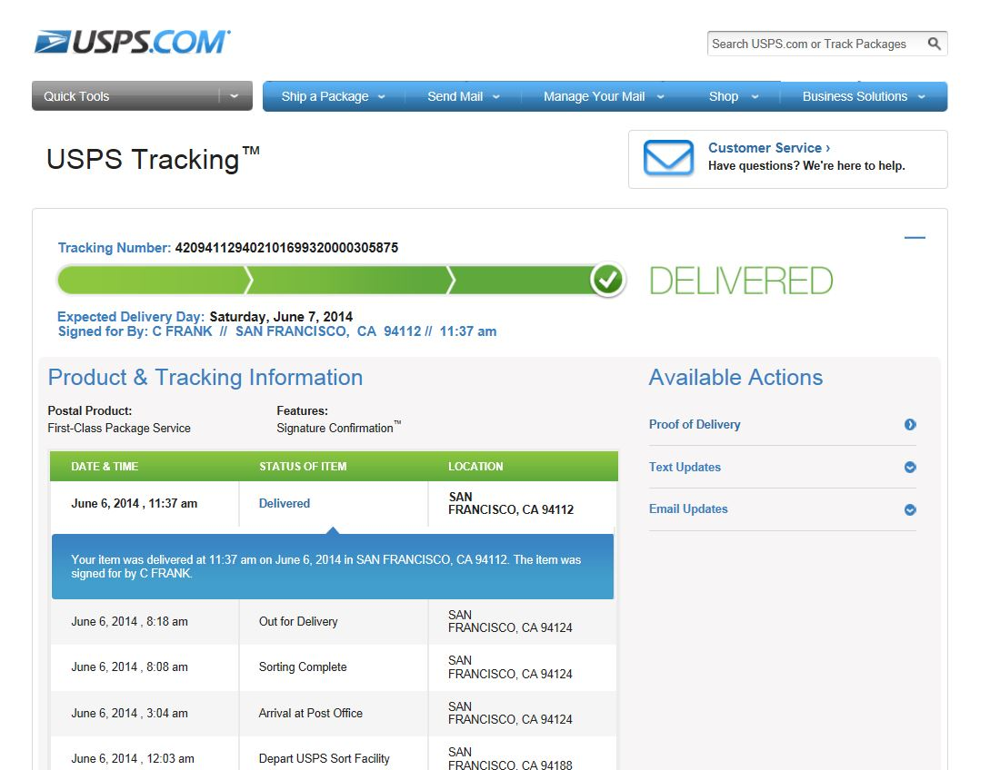 USPS.COM
Search USPS.com or Track Packages
Quick Tools
Ship a Package
Send Mail
Manage Your Mail
Shop
Business Solutions
USPS Tracking™
Customer Service ›
Have questions? We're here to help.
Tracking Number: 420941129402101699320000305875
DELIVERED
Expected Delivery Day: Saturday, June 7, 2014
Signed for By: C FRANK // SAN FRANCISCO, CA 94112 // 11:37 am
Product & Tracking Information
Postal Product:
First-Class Package Service
Features:
Signature Confirmation™
DATE & TIME STATUS OF ITEM LOCATION
June 6, 2014 , 11:37 am Delivered SAN
FRANCISCO, CA 94112
Your item was delivered at 11:37 am on June 6, 2014 in SAN FRANCISCO, CA 94112. The item was
signed for by C FRANK.
June 6, 2014 , 8:18 am Out for Delivery SAN
FRANCISCO, CA 94124
June 6, 2014 , 8:08 am Sorting Complete SAN
FRANCISCO, CA 94124
June 6, 2014 , 3:04 am Arrival at Post Office SAN
FRANCISCO, CA 94124
June 6, 2014 , 12:03 am Depart USPS Sort Facility SAN
FRANCISCO, CA 94188
Available Actions
Proof of Delivery
Text Updates
Email Updates